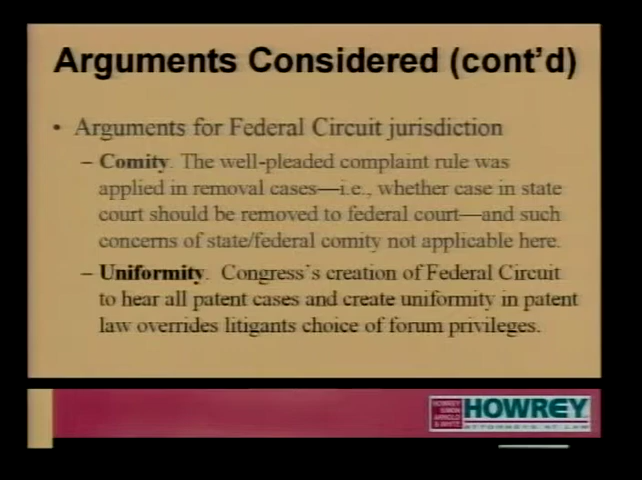 Arguments Considered (cont'd)
• Arguments for Federal Circuit jurisdiction
– Comity. The well-pleaded complaint rule was
applied in removal cases—i.e., whether case in state
court should be removed to federal court—and such
concerns of state/federal comity not applicable here.
– Uniformity. Congress's creation of Federal Circuit
to hear all patent cases and create uniformity in patent
law overrides litigants choice of forum privileges.
HOWREY
SIMON
ARNOLD
& WHITE
HOWREY
ATTORNEYS AT LAW